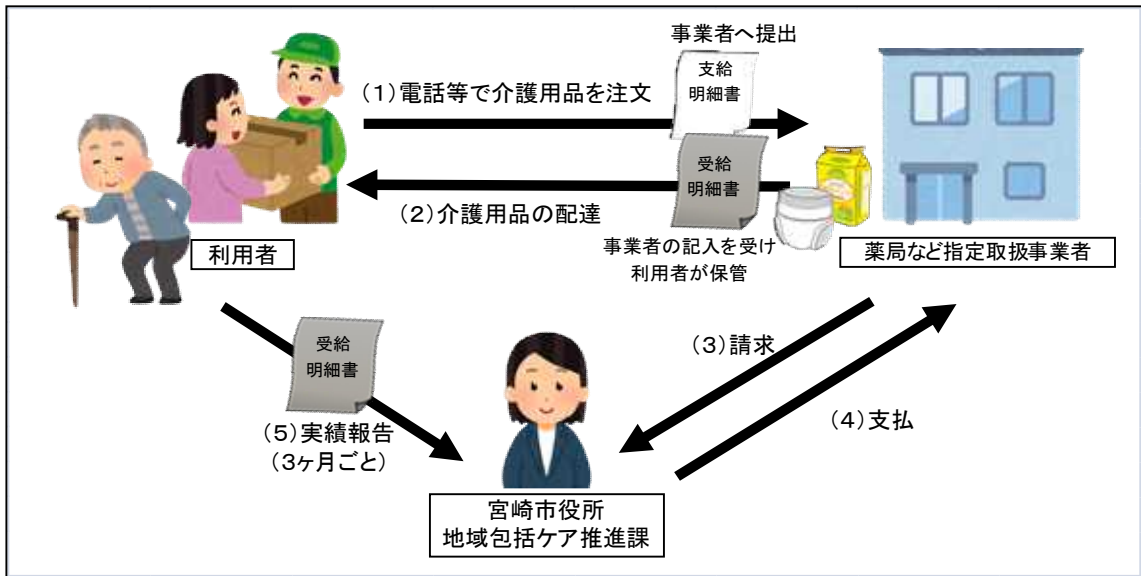 事業者へ提出
支給
明細書
(1)電話等で介護用品を注文
受給
明細書
(2)介護用品の配達
事業者の記入を受け
利用者が保管
利用者
薬局など指定取扱事業者
受給
明細書
(3)請求
(4)支払
(5)実績報告
(3ヶ月ごと)
宮崎市役所
地域包括ケア推進課